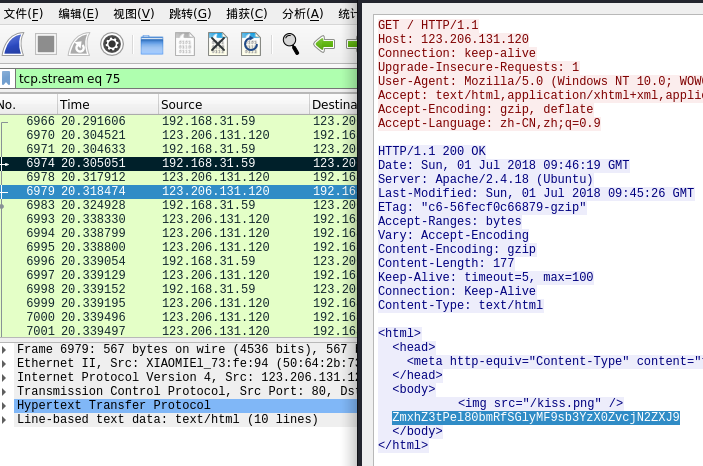 文件(F) 编辑(E) 视图(V) 跳转(G) 捕获(C) 分析(A) 统计
tcp.stream eq 75
No. Time Source Destina
6966 20.291606 192.168.31.59 123.20
6970 20.304521 123.206.131.120 192.16
6971 20.304633 192.168.31.59 123.20
6974 20.305051 192.168.31.59 123.20
6978 20.317912 123.206.131.120 192.16
6979 20.318474 123.206.131.120 192.16
6983 20.324928 192.168.31.59 123.20
6993 20.338330 123.206.131.120 192.16
6994 20.338799 123.206.131.120 192.16
6995 20.338800 123.206.131.120 192.16
6996 20.339054 192.168.31.59 123.20
6997 20.339129 123.206.131.120 192.16
6998 20.339152 192.168.31.59 123.20
6999 20.339195 123.206.131.120 192.16
7000 20.339496 123.206.131.120 192.16
7001 20.339497 123.206.131.120 192.16
Frame 6979: 567 bytes on wire (4536 bits), 567
Ethernet II, Src: XIAOMIEl_73:fe:94 (50:64:2b:73
Internet Protocol Version 4, Src: 123.206.131.12
Transmission Control Protocol, Src Port: 80, Dst
Hypertext Transfer Protocol
Line-based text data: text/html (10 lines)
GET / HTTP/1.1
Host: 123.206.131.120
Connection: keep-alive
Upgrade-Insecure-Requests: 1
User-Agent: Mozilla/5.0 (Windows NT 10.0; WOW
Accept: text/html,application/xhtml+xml,appli
Accept-Encoding: gzip, deflate
Accept-Language: zh-CN,zh;q=0.9
HTTP/1.1 200 OK
Date: Sun, 01 Jul 2018 09:46:19 GMT
Server: Apache/2.4.18 (Ubuntu)
Last-Modified: Sun, 01 Jul 2018 09:45:26 GMT
ETag: "c6-56fecf0c66879-gzip"
Accept-Ranges: bytes
Vary: Accept-Encoding
Content-Encoding: gzip
Content-Length: 177
Keep-Alive: timeout=5, max=100
Connection: Keep-Alive
Content-Type: text/html
<html>
<head>
<meta http-equiv="Content-Type" content="
</head>
<body>
<img src="/kiss.png" />
ZmxhZ3tPel80bmRfSGlyMF9sb3YzX0ZvcjN2ZXJ9
</body>
</html>